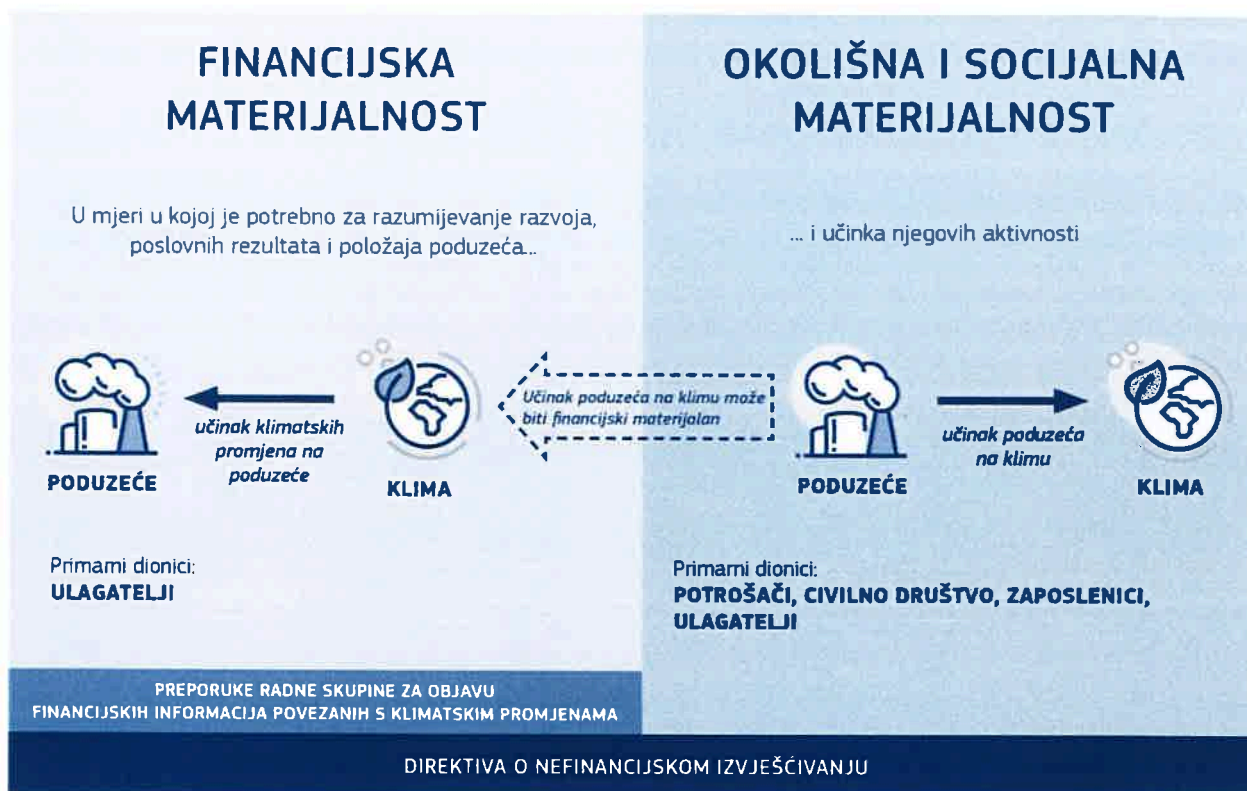 FINANCIJSKA
MATERIJALNOST
U mjeri u kojoj je potrebno za razumijevanje razvoja,
poslovnih rezultata i položaja poduzeća...
učinak klimatskih
promjena na
poduzeće
PODUZEĆE
KLIMA
Primarni dionici:
ULAGATELJI
Učinak poduzeća na klimu može
biti financijski materijalan
OKOLIŠNA I SOCIJALNA
MATERIJALNOST
... i učinka njegovih aktivnosti
učinak poduzeća
na klimu
PODUZEĆE
KLIMA
Primarni dionici:
POTROŠAČI, CIVILNO DRUŠTVO, ZAPOSLENICI,
ULAGATELJI
PREPORUKE RADNE SKUPINE ZA OBJAVU
FINANCIJSKIH INFORMACIJA POVEZANIH S KLIMATSKIM PROMJENAMA
DIREKTIVA O NEFINANCIJSKOM IZVJEŠĆIVANJU